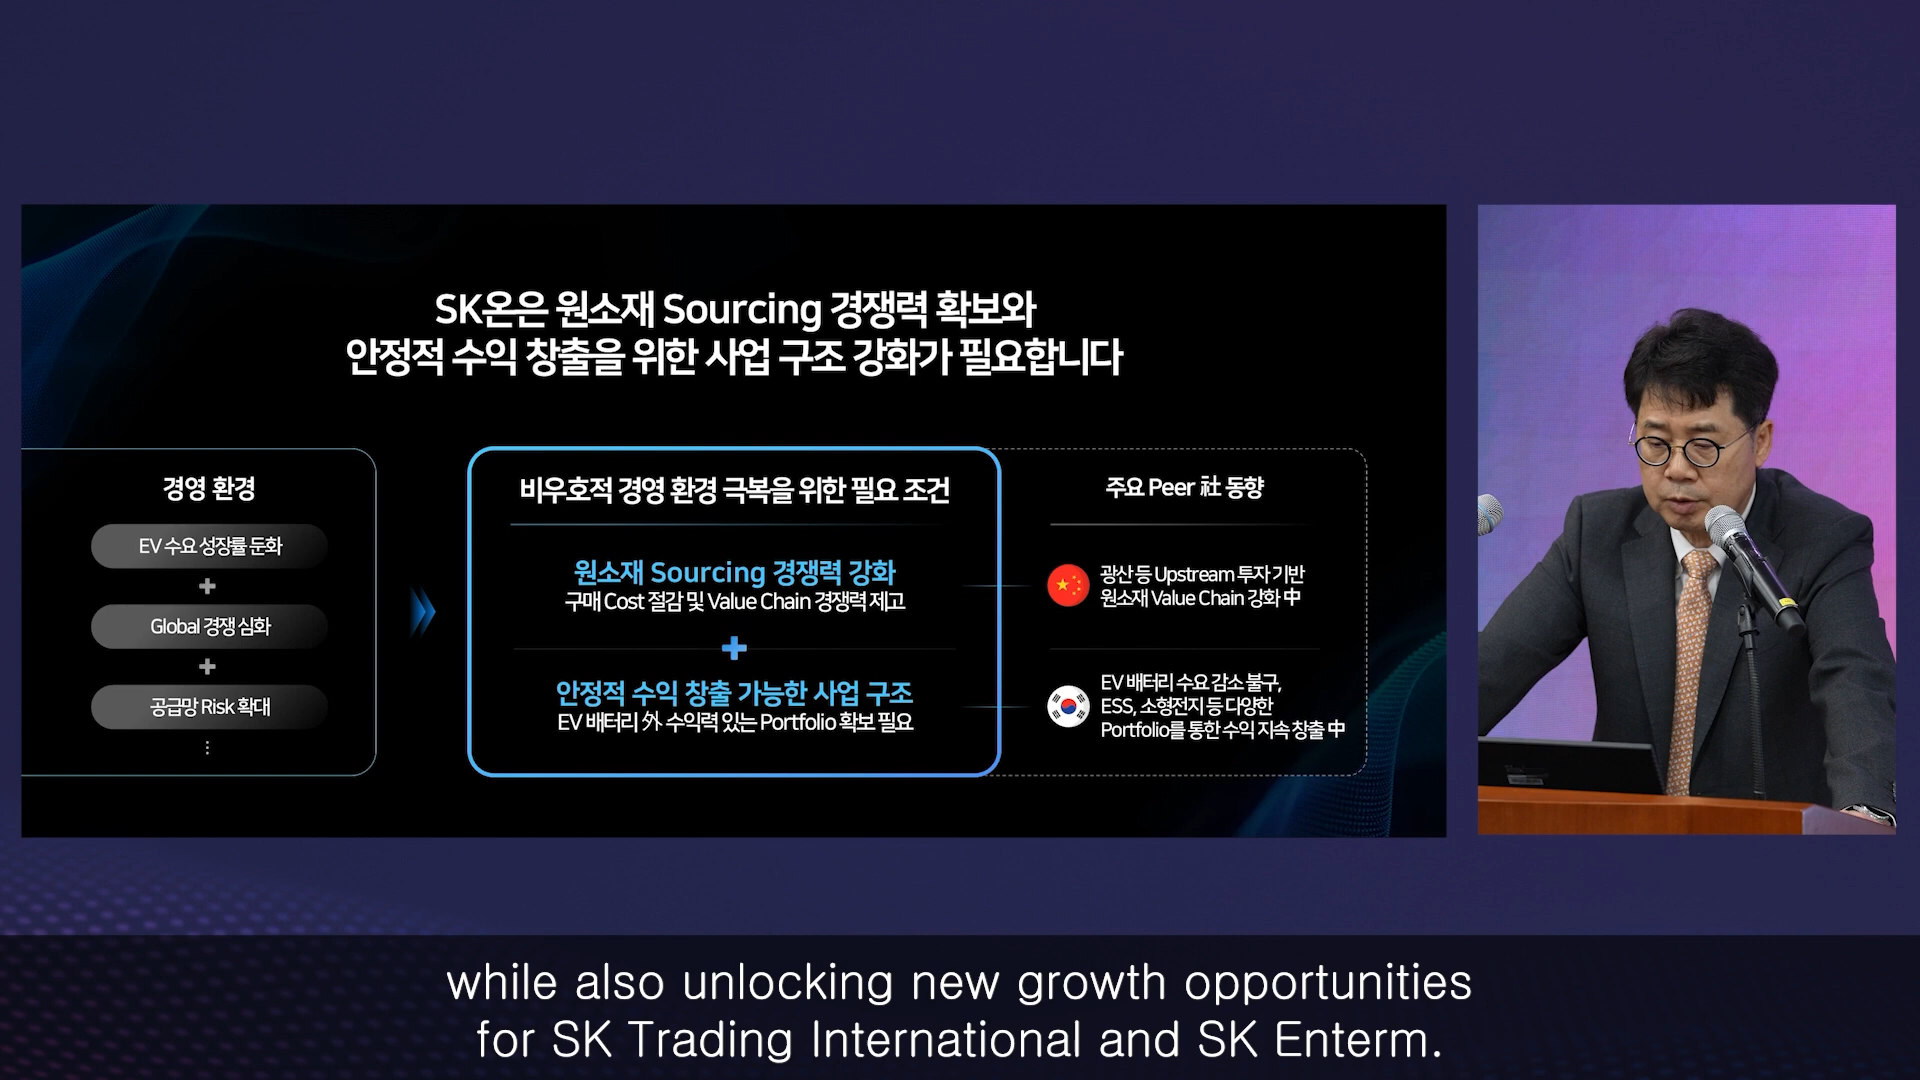 SK온은 원소재 Sourcing 경쟁력 확보와
안정적 수익 창출을 위한 사업 구조 강화가 필요합니다
경영 환경
EV 수요 성장률 둔화
+
Global 경쟁 심화
+
공급망 Risk 확대
⋮
비우호적 경영 환경 극복을 위한 필요 조건
원소재 Sourcing 경쟁력 강화
구매 Cost 절감 및 Value Chain 경쟁력 제고
+
안정적 수익 창출 가능한 사업 구조
EV 배터리 外 수익력 있는 Portfolio 확보 필요
주요 Peer 社 동향
광산 등 Upstream 투자 기반
원소재 Value Chain 강화 中
EV 배터리 수요 감소 불구,
ESS, 소형전지 등 다양한
Portfolio를 통한 수익 지속 창출 中
while also unlocking new growth opportunities
for SK Trading International and SK Enterm.